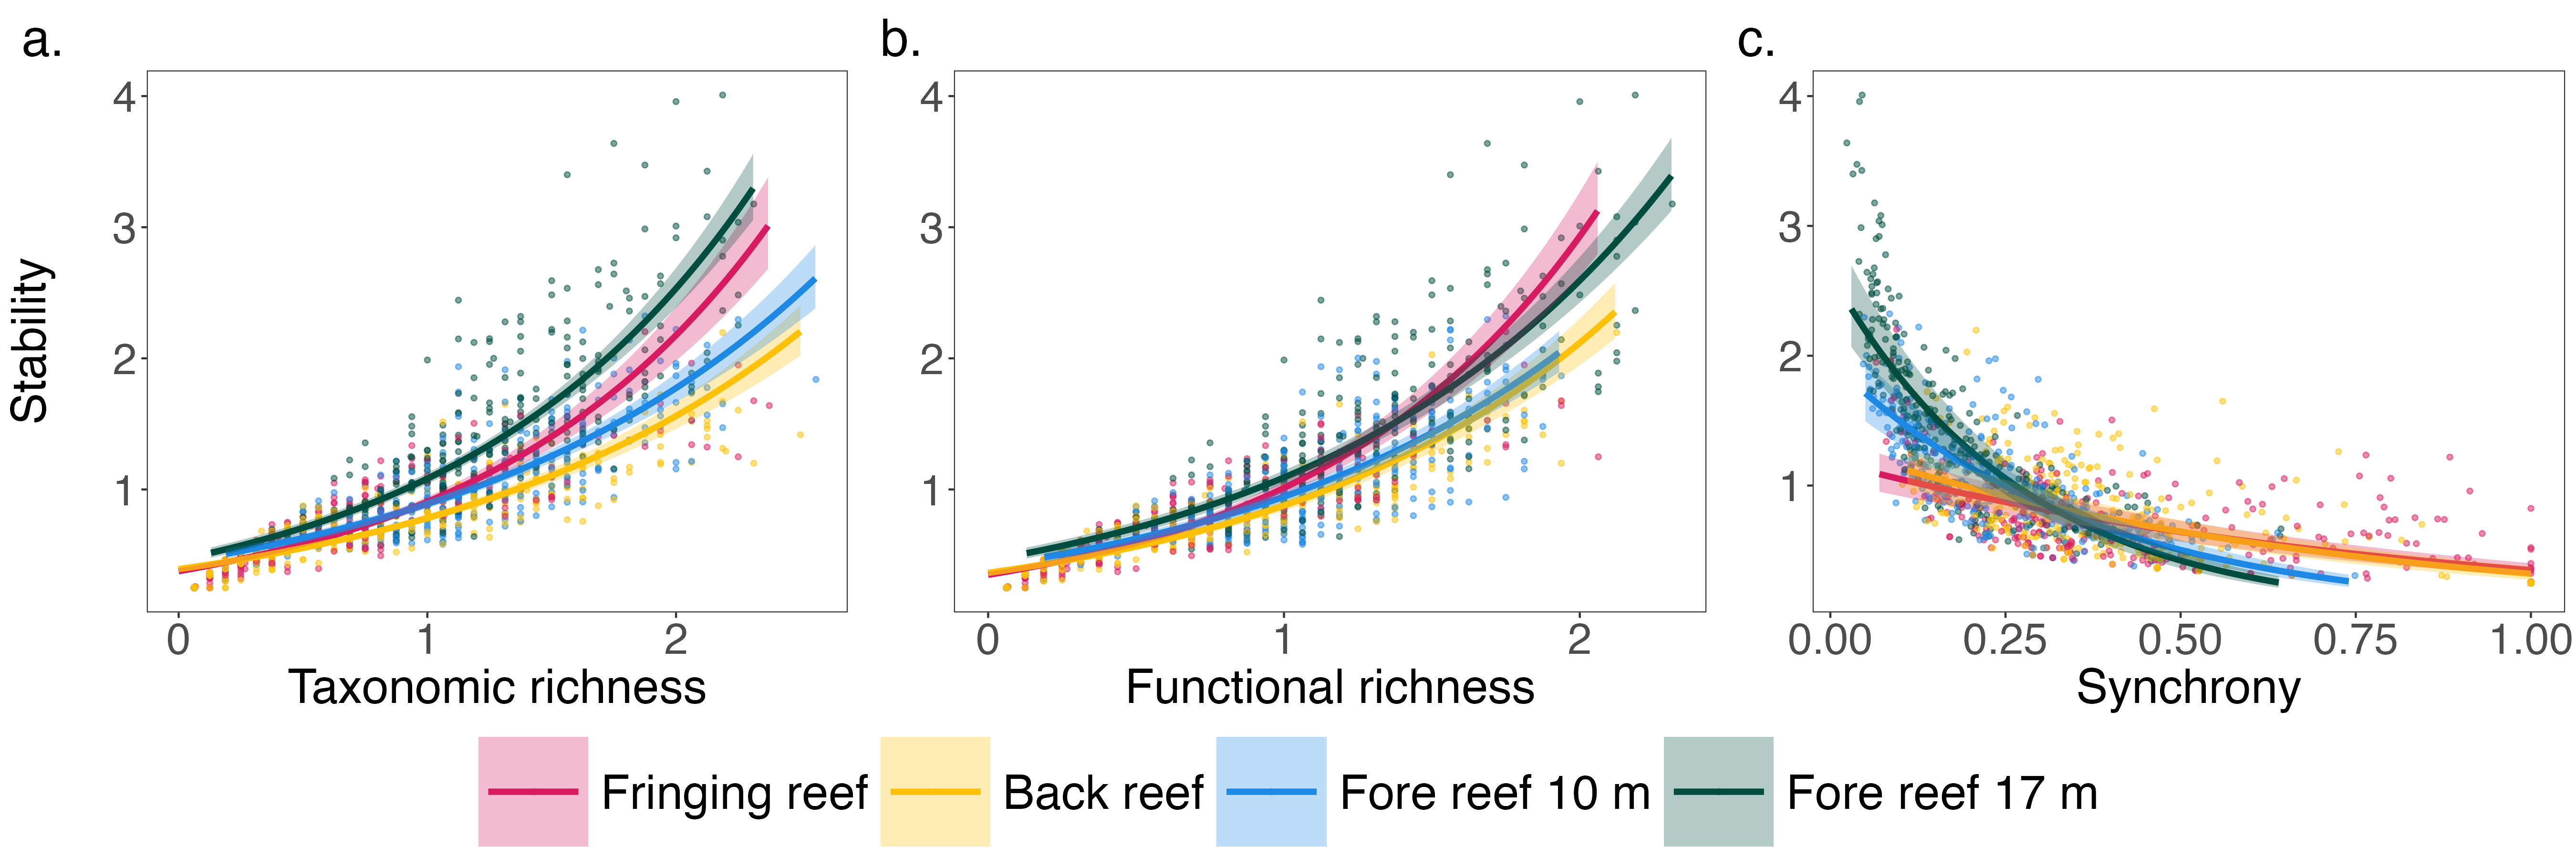 a.
b.
c.
Stability
4
3
2
1
0
1
2
Taxonomic richness
4
3
2
1
0
1
2
Functional richness
4
3
2
1
0.00
0.25
0.50
0.75
1.00
Synchrony
Fringing reef
Back reef
Fore reef 10 m
Fore reef 17 m